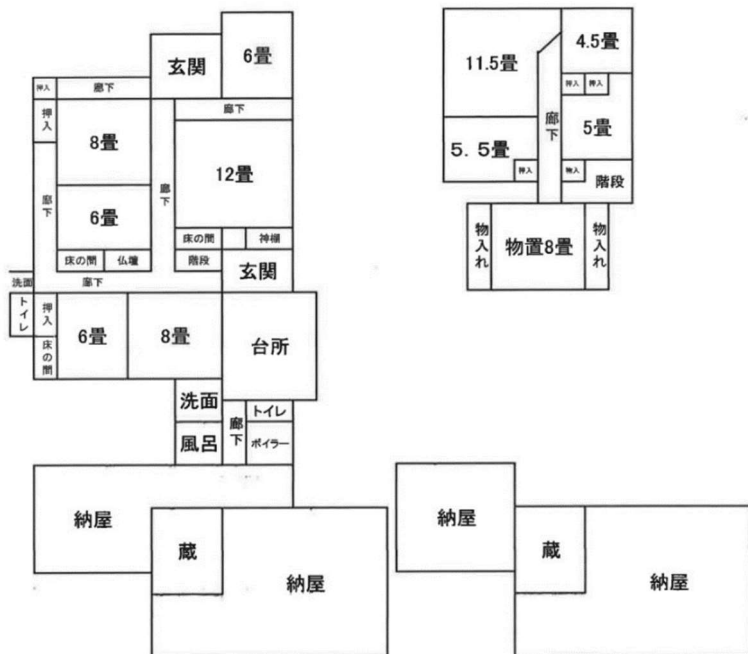 玄関
6畳
押入
廊下
押入
8畳
廊下
12畳
廊下
廊下
6畳
床の間
仏壇
床の間
神棚
階段
玄関
洗面
廊下
トイレ
押入
床の間
6畳
8畳
台所
洗面
風呂
廊下
トイレ
ボイラー
納屋
蔵
納屋
11.5畳
4.5畳
押入
押入
廊下
5畳
5.5畳
押入
物入
階段
物入れ
物置8畳
物入れ
納屋
蔵
納屋